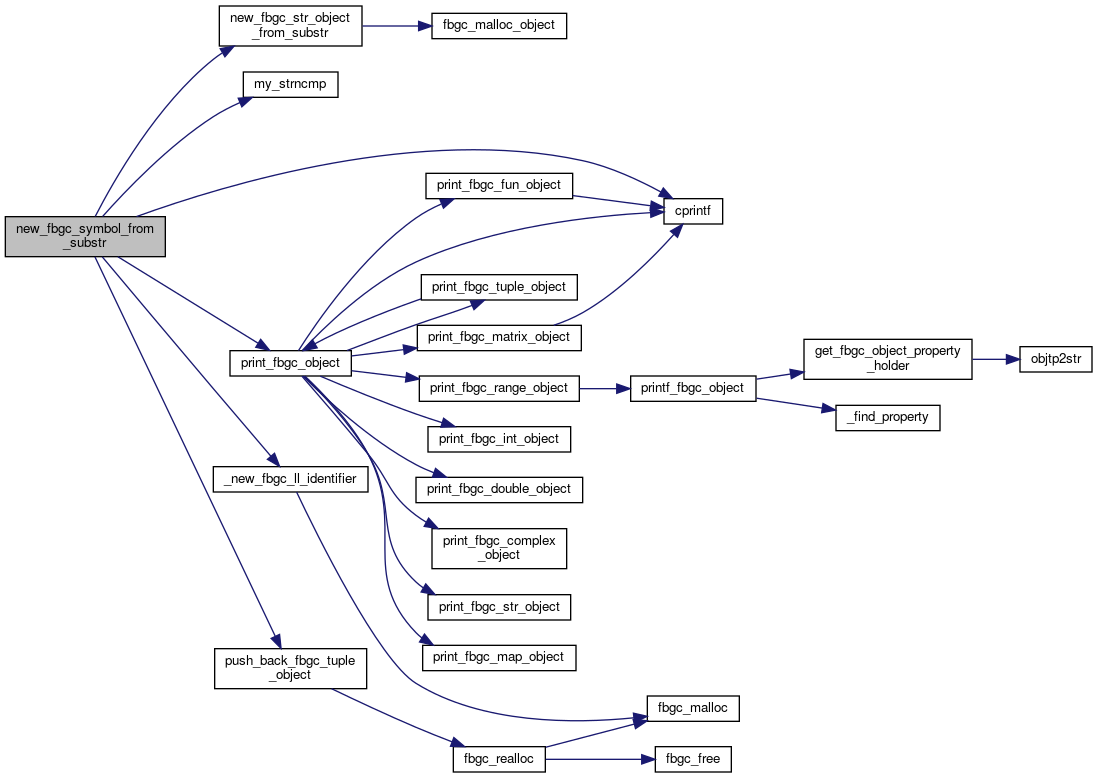 new_fbgc_str_object
_from_substr
fbgc_malloc_object
my_strncmp
print_fbgc_fun_object
cprintf
new_fbgc_symbol_from
_substr
print_fbgc_tuple_object
print_fbgc_matrix_object
get_fbgc_object_property
_holder
objtp2str
print_fbgc_object
print_fbgc_range_object
printf_fbgc_object
_find_property
print_fbgc_int_object
_new_fbgc_ll_identifier
print_fbgc_double_object
print_fbgc_complex
_object
print_fbgc_str_object
print_fbgc_map_object
push_back_fbgc_tuple
_object
fbgc_malloc
fbgc_realloc
fbgc_free